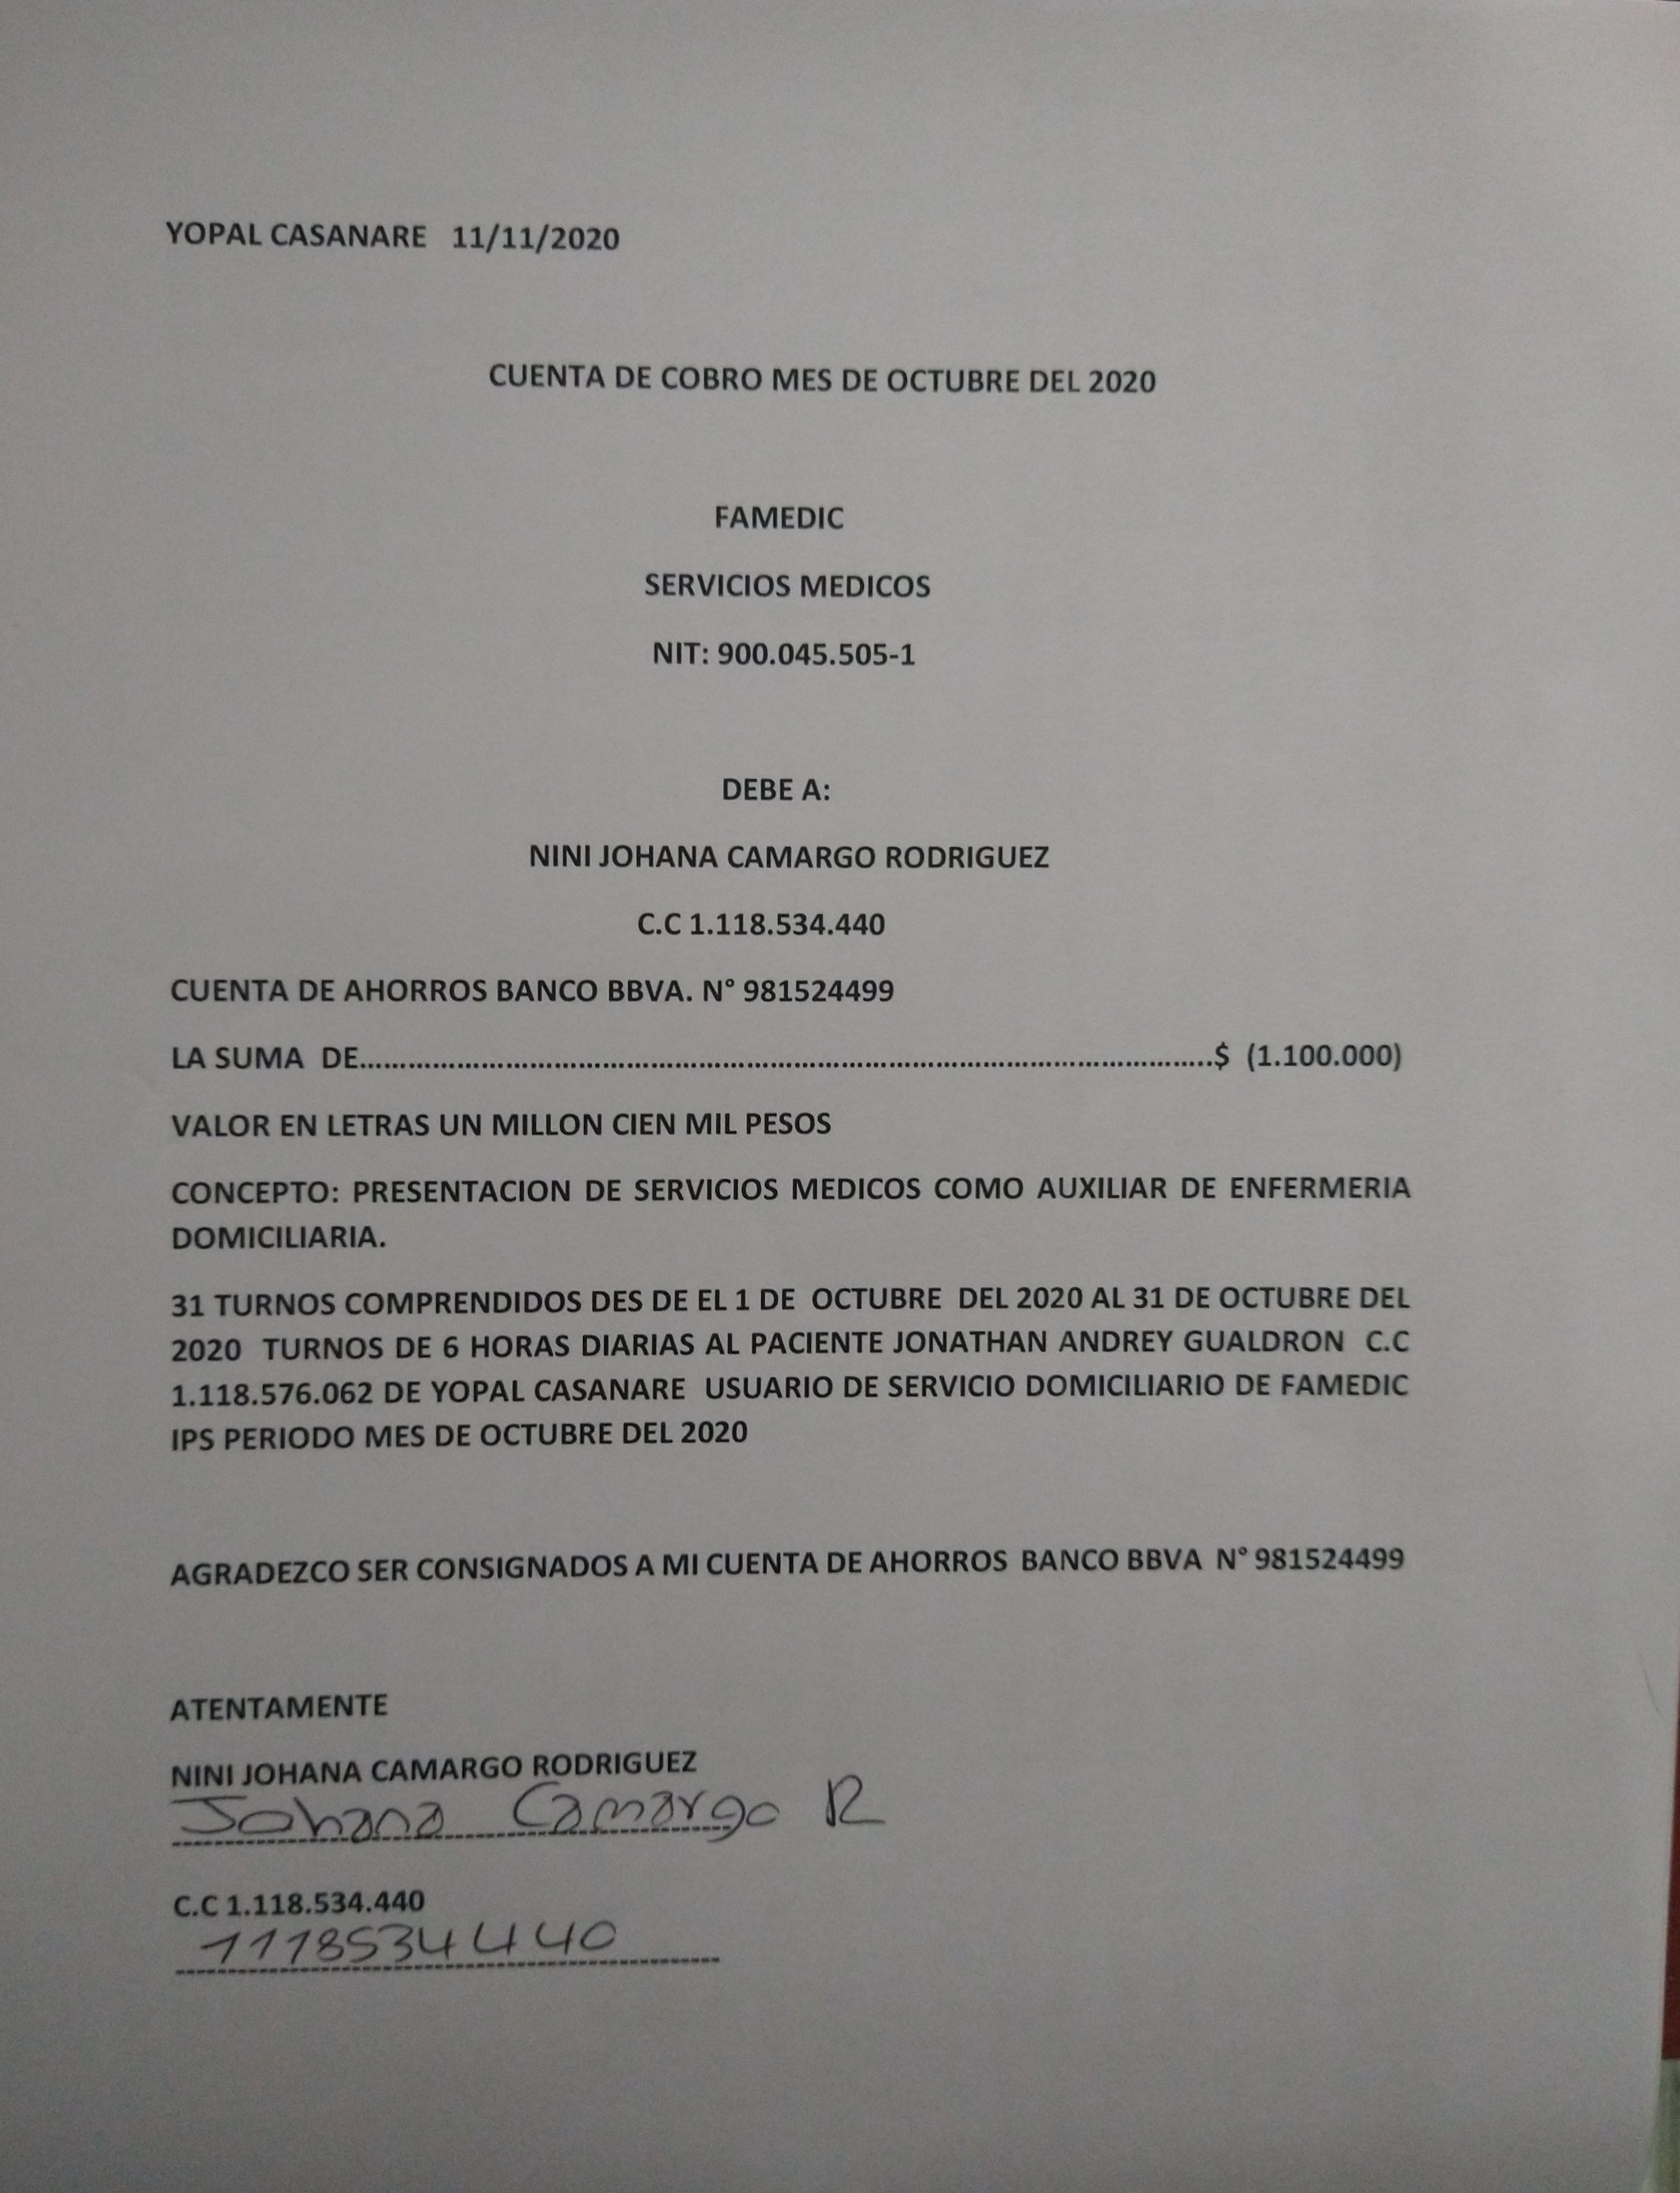 YOPAL CASANARE 11/11/2020
CUENTA DE COBRO MES DE OCTUBRE DEL 2020
FAMEDIC
SERVICIOS MEDICOS
NIT: 900.045.505-1
DEBE A:
NINI JOHANA CAMARGO RODRIGUEZ
C.C 1.118.534.440
CUENTA DE AHORROS BANCO BBVA. N° 981524499
LA SUMA DE..........................................................................................................$ (1.100.000)
VALOR EN LETRAS UN MILLON CIEN MIL PESOS
CONCEPTO: PRESENTACION DE SERVICIOS MEDICOS COMO AUXILIAR DE ENFERMERIA
DOMICILIARIA.
31 TURNOS COMPRENDIDOS DES DE EL 1 DE OCTUBRE DEL 2020 AL 31 DE OCTUBRE DEL
2020 TURNOS DE 6 HORAS DIARIAS AL PACIENTE JONATHAN ANDREY GUALDRON C.C
1.118.576.062 DE YOPAL CASANARE USUARIO DE SERVICIO DOMICILIARIO DE FAMEDIC
IPS PERIODO MES DE OCTUBRE DEL 2020
AGRADEZCO SER CONSIGNADOS A MI CUENTA DE AHORROS BANCO BBVA N° 981524499
ATENTAMENTE
NINI JOHANA CAMARGO RODRIGUEZ
Johana Camargo R
C.C 1.118.534.440
1118534440